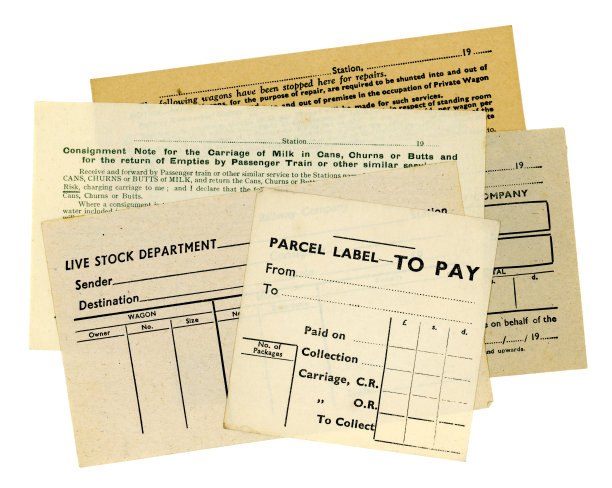 Station, 19
The following wagons have been stopped here for repairs.
for the purpose of repair, are required to be shunted into and out of
and out of premises in the occupation of Private Wagon
made for such services.
in respect of standing room
per wagon per
the
to,
Station 19
Consignment Note for the Carriage of Milk in Cans, Churns or Butts and
for the return of Empties by Passenger Train or other similar
Receive and forward by Passenger train or other similar service to the Stations
CANS, CHURNS or BUTTS of MILK, and return the Cans, Churns or
Risk, charging carriage to me ; and I declare that the
Cans, Churns or Butts.
Where a consignment is
water included
LIVE STOCK DEPARTMENT
Sender
Destination
WAGON
Owner No. Size
PARCEL LABEL—TO PAY
From
To
£ s. d.
Paid on
Collection
No. of
Packages
Carriage, C.R.
„ O.R.
To Collect
19
COMPANY
s. d.
on behalf of the
/ / 19
and upwards.